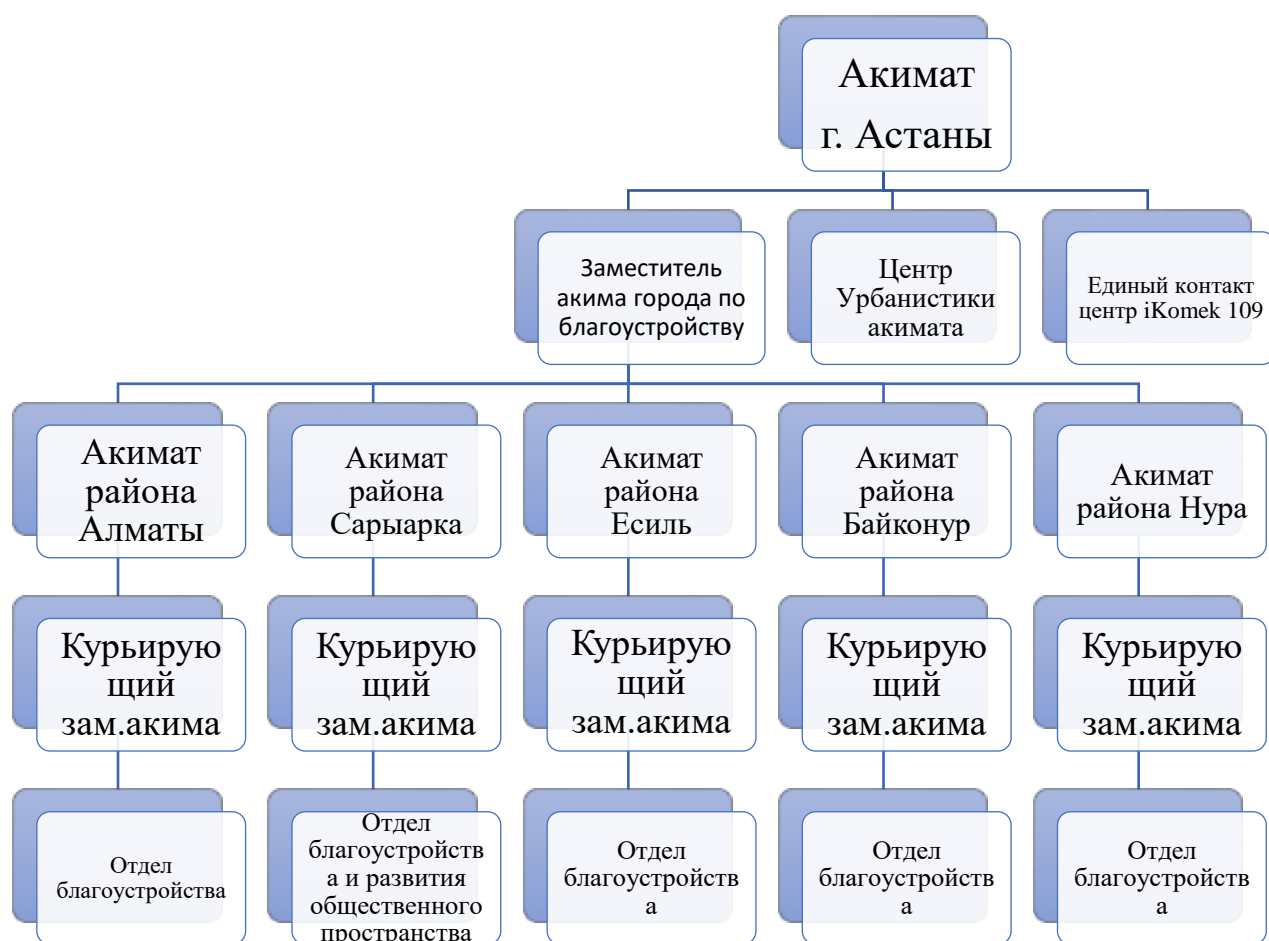 Акимат
г. Астаны
Заместитель
акима города по
благоустройству
Центр
Урбанистики
акимата
Единый контакт
центр iKomek 109
Акимат
района
Алматы
Акимат
района
Сарыарка
Акимат
района
Есиль
Акимат
района
Байконур
Акимат
района Нура
Курьирую
щий
зам.акима
Курьирую
щий
зам.акима
Курьирую
щий
зам.акима
Курьирую
щий
зам.акима
Курьирую
щий
зам.акима
Отдел
благоустройства
Отдел
благоустройств
а и развития
общественного
пространства
Отдел
благоустройств
а
Отдел
благоустройств
а
Отдел
благоустройств
а